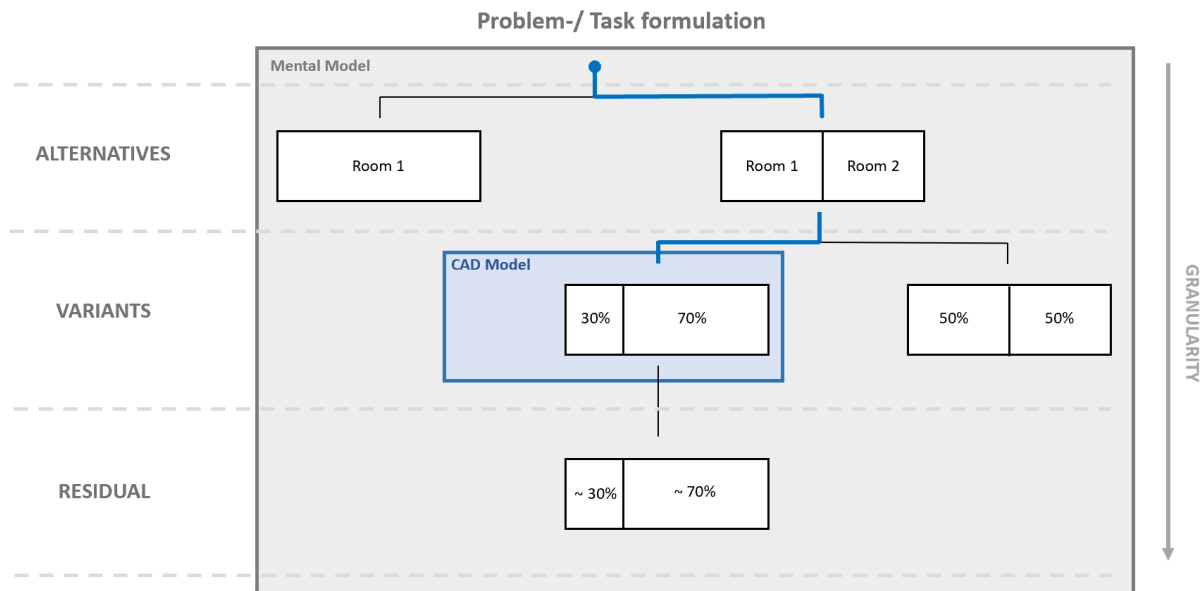 Problem-/ Task formulation
Mental Model
ALTERNATIVES
Room 1
Room 1
Room 2
CAD Model
VARIANTS
30%
70%
50%
50%
GRANULARITY
RESIDUAL
~ 30%
~ 70%